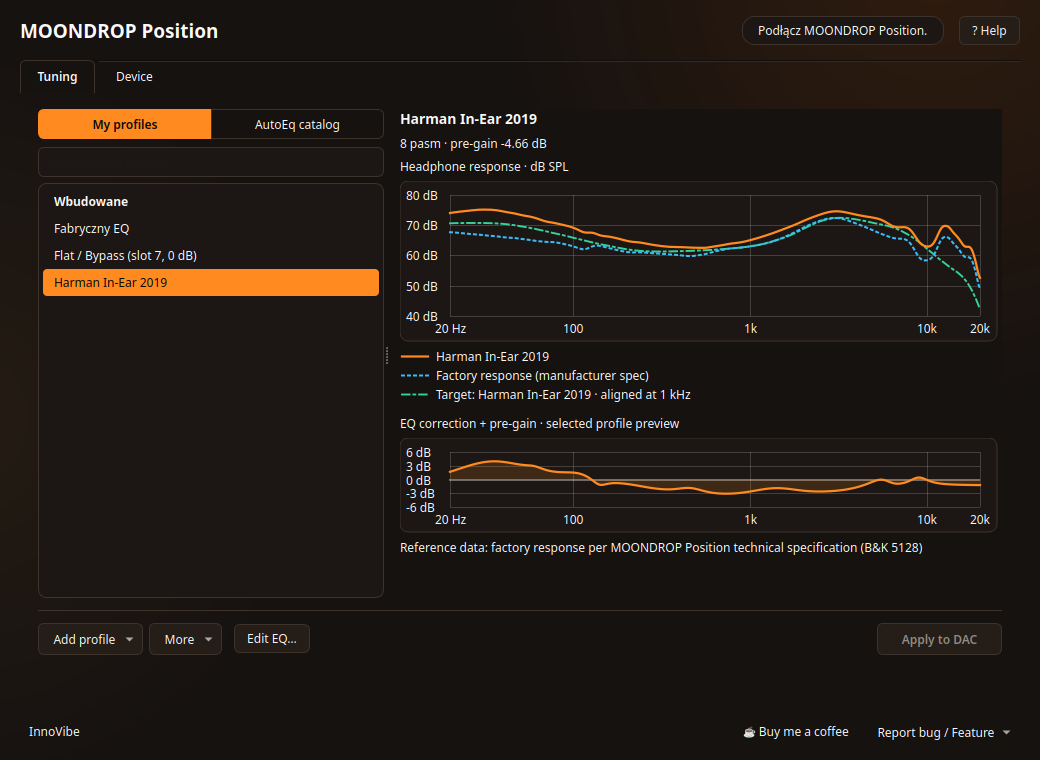 MOONDROP Position
Podłącz MOONDROP Position.
? Help
Tuning
Device
My profiles
AutoEq catalog
Wbudowane
Fabryczny EQ
Flat / Bypass (slot 7, 0 dB)
Harman In-Ear 2019
Harman In-Ear 2019
8 pasm · pre-gain -4.66 dB
Headphone response · dB SPL
80 dB
70 dB
60 dB
50 dB
40 dB
20 Hz 100 1k 10k 20k
Harman In-Ear 2019
Factory response (manufacturer spec)
Target: Harman In-Ear 2019 · aligned at 1 kHz
EQ correction + pre-gain · selected profile preview
6 dB
3 dB
0 dB
-3 dB
-6 dB
20 Hz 100 1k 10k 20k
Reference data: factory response per MOONDROP Position technical specification (B&K 5128)
Add profile
More
Edit EQ...
Apply to DAC
InnoVibe
☕ Buy me a coffee
Report bug / Feature